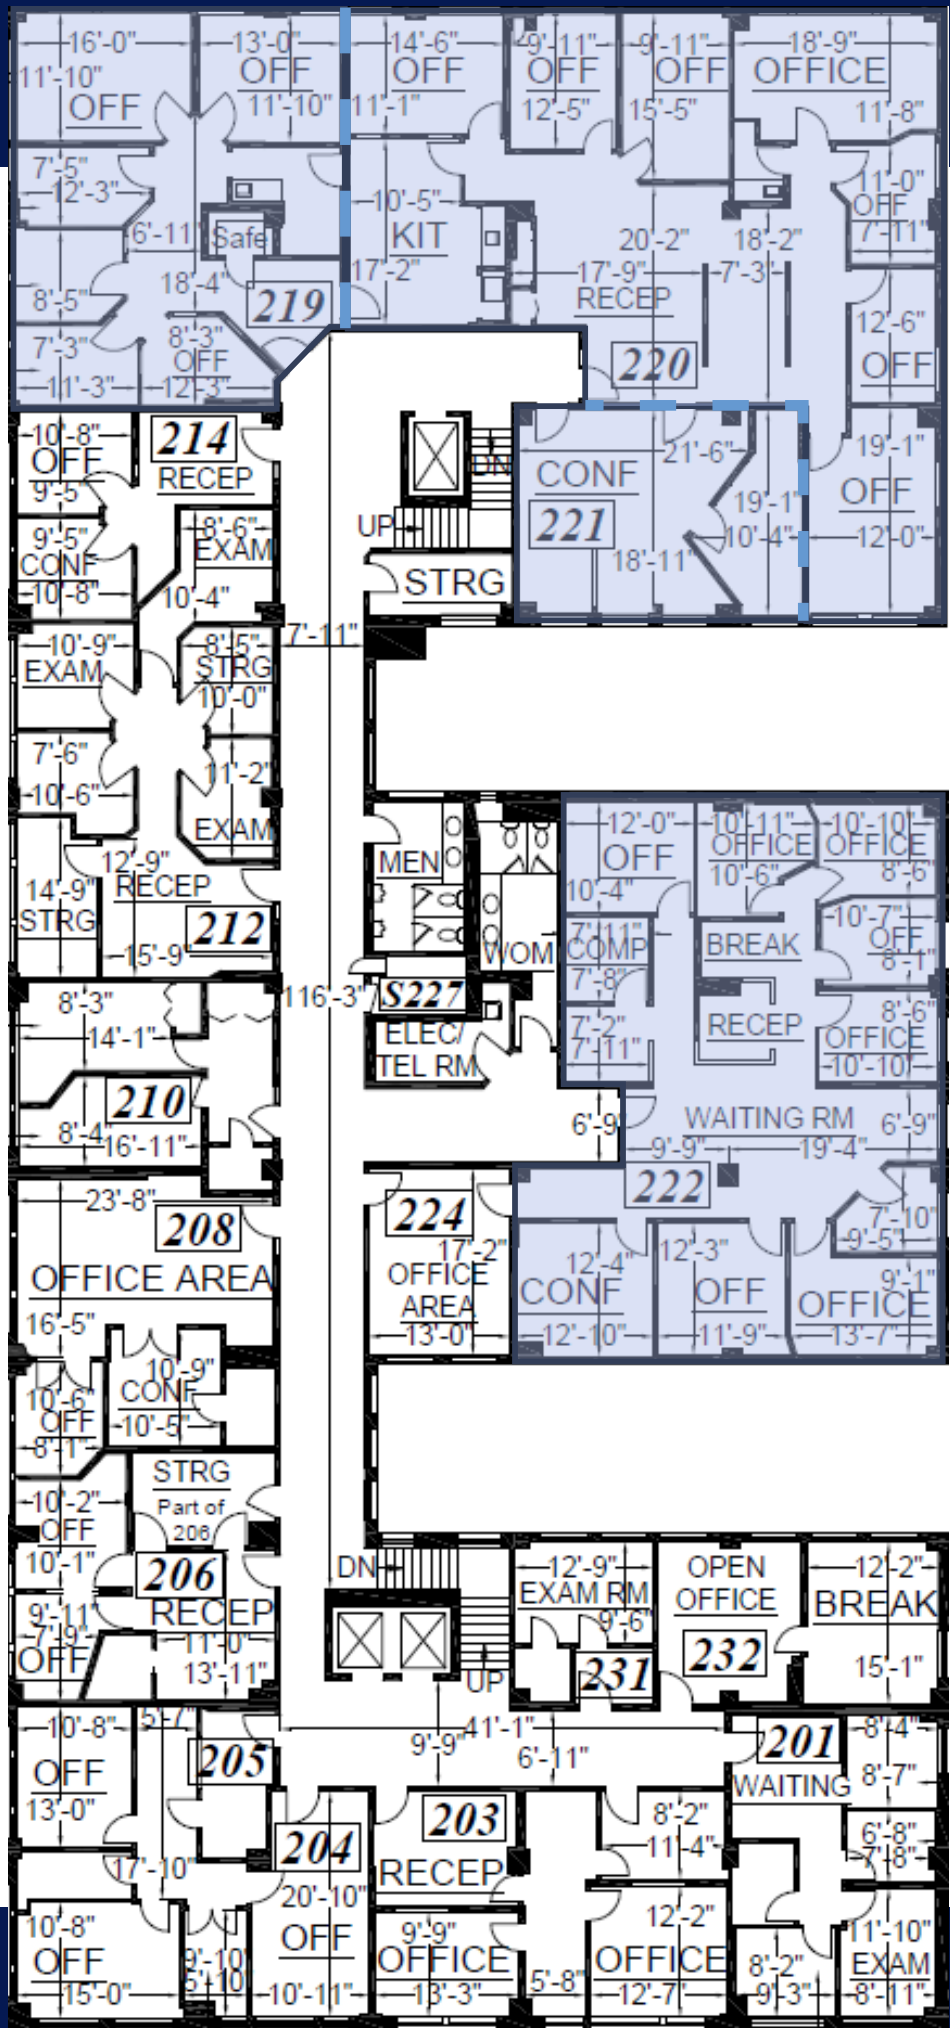 16'-0"
11'-10"
OFF
13'-0"
OFF
11'-10"
14'-6"
OFF
11'-1"
9'-11"
OFF
12'-5"
9'-11"
OFF
15'-5"
18'-9"
OFFICE
11'-8"
7'-5"
12'-3"
6'-11"
Safe
18'-4"
219
8'-5"
7'-3"
11'-3"
8'-3"
OFF
12'-3"
10'-5"
KIT
17'-2"
20'-2"
17'-9"
RECEP
18'-2"
7'-3"
220
11'-0"
OFF
7'-11"
12'-6"
OFF
19'-1"
OFF
12'-0"
21'-6"
CONF
221
18'-11"
19'-1"
10'-4"
10'-8"
OFF
9'-5"
214
RECEP
9'-5"
CONF
10'-8"
8'-6"
EXAM
10'-4"
DN
UP
STRG
7'-11"
10'-9"
EXAM
8'-5"
STRG
10'-0"
7'-6"
10'-6"
11'-2"
EXAM
12'-9"
RECEP
14'-9"
STRG
212
15'-9"
MEN
WOM
S227
116'-3"
ELEC/
TEL RM
8'-3"
14'-1"
210
8'-4"
16'-11"
12'-0"
OFF
10'-4"
10'-11"
OFFICE
10'-6"
10'-10"
OFFICE
8'-6"
7'-11"
COMP
7'-8"
BREAK
10'-7"
OFF
8'-1"
7'-2"
7'-11"
RECEP
8'-6"
OFFICE
10'-10"
6'-9"
WAITING RM
6'-9"
9'-9"
19'-4"
222
7'-10"
9'-5"
12'-4"
CONF
12'-10"
12'-3"
OFF
11'-9"
9'-1"
OFFICE
13'-7"
23'-8"
208
OFFICE AREA
16'-5"
224
17'-2"
OFFICE
AREA
13'-0"
10'-9"
CONF
10'-5"
10'-6"
OFF
8'-1"
STRG
Part of
206
10'-2"
OFF
10'-1"
206
RECEP
11'-0"
13'-11"
9'-11"
7'-9"
OFF
DN
UP
12'-9"
EXAM RM
9'-6"
231
OPEN
OFFICE
232
12'-2"
BREAK
15'-1"
10'-8"
OFF
13'-0"
5'-7"
205
41'-1"
9'-9"
6'-11"
201
WAITING
8'-4"
8'-7"
6'-8"
7'-8"
17'-10"
204
20'-10"
OFF
10'-11"
203
RECEP
8'-2"
11'-4"
10'-8"
OFF
15'-0"
9'-10"
9'-9"
OFFICE
13'-3"
5'-8"
12'-2"
OFFICE
12'-7"
8'-2"
9'-3"
11'-10"
EXAM
8'-11"